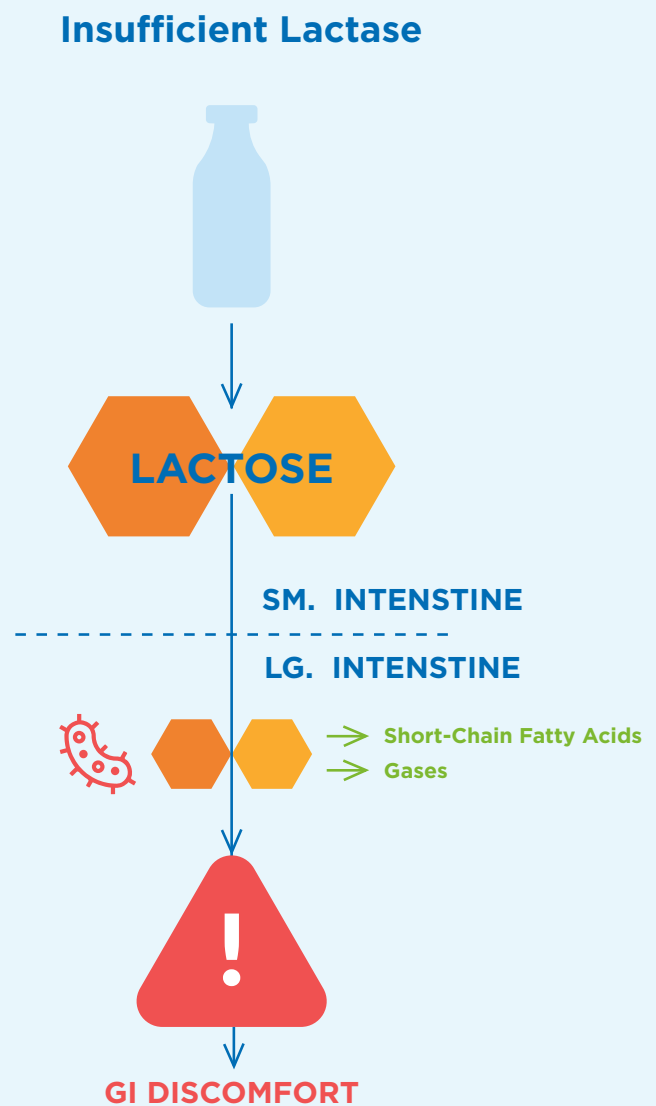 Insufficient Lactase
LACTOSE
SM. INTENSTINE
LG. INTENSTINE
Short-Chain Fatty Acids
Gases
!
GI DISCOMFORT